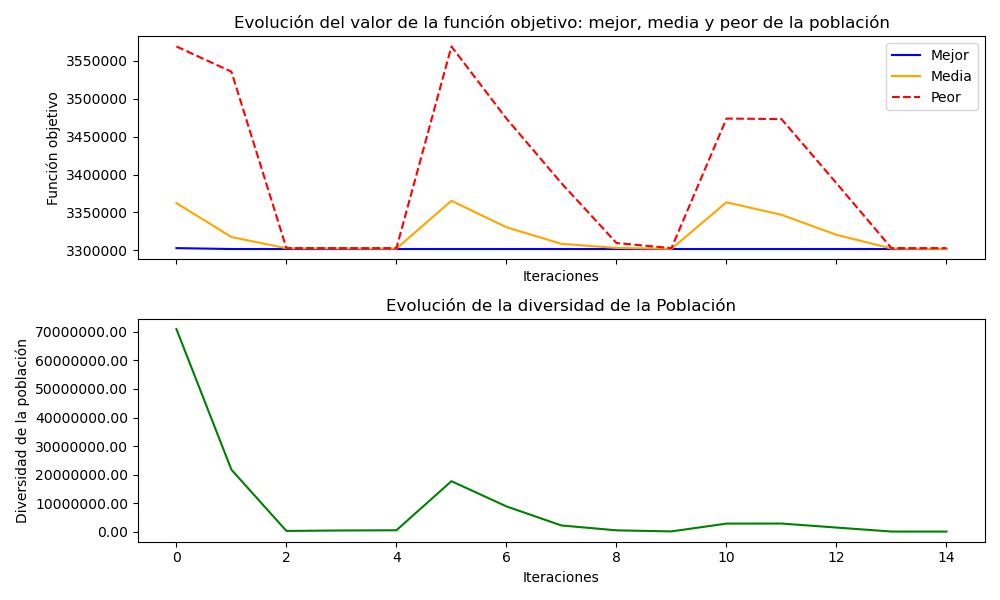 Evolución del valor de la función objetivo: mejor, media y peor de la población
Función objetivo
3550000
3500000
3450000
3400000
3350000
3300000
Mejor
Media
Peor
Iteraciones
Evolución de la diversidad de la Población
Diversidad de la población
70000000.00
60000000.00
50000000.00
40000000.00
30000000.00
20000000.00
10000000.00
0.00
0 2 4 6 8 10 12 14
Iteraciones